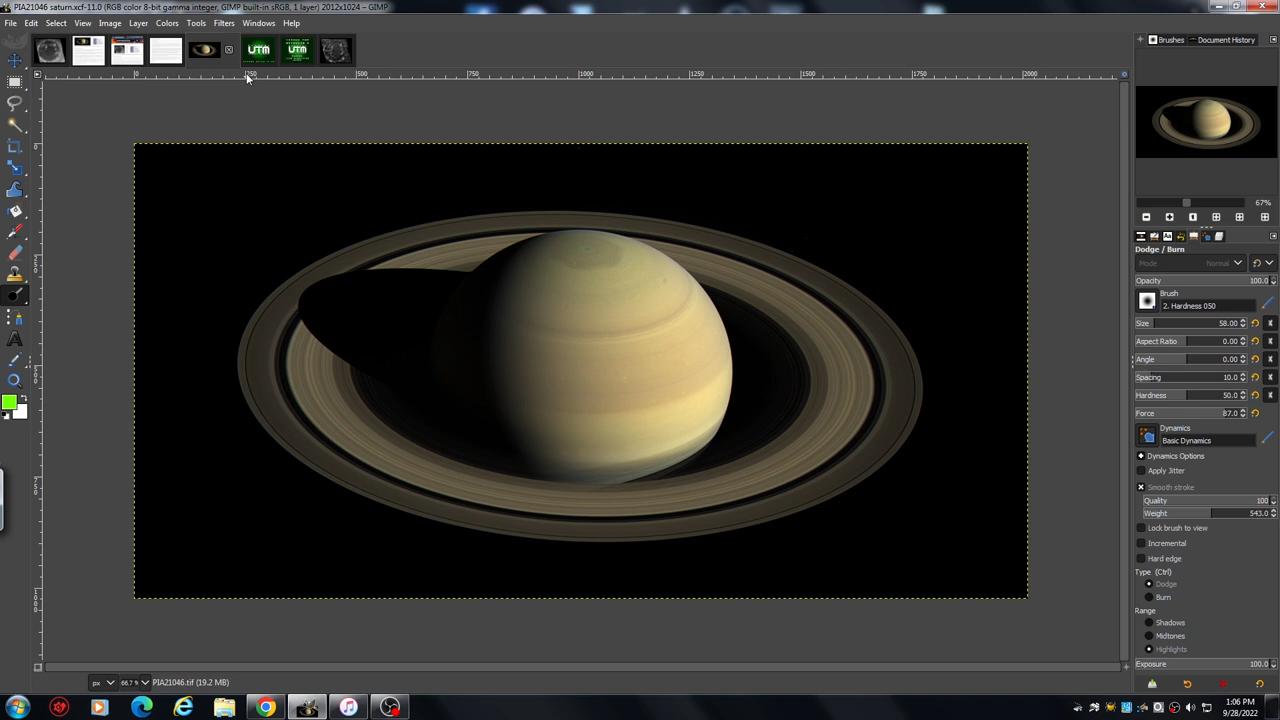 PIA21046 saturn.xcf-11.0 (RGB color 8-bit gamma integer, GIMP built-in sRGB, 1 layer) 2012x1024 – GIMP
File Edit Select View Image Layer Colors Tools Filters Windows Help
UTM
UTM
Brushes Document History
0 250 500 750 1000 1250 1500 1750 2000
67%
Dodge / Burn
Mode Normal
Opacity 100.0
Brush
2. Hardness 050
Size 58.00
Aspect Ratio 0.00
Angle 0.00
Spacing 10.0
Hardness 50.0
Force 87.0
Dynamics
Basic Dynamics
Dynamics Options
Apply Jitter
Smooth stroke
Quality 100
Weight 543.0
Lock brush to view
Incremental
Hard edge
Type (Ctrl)
Dodge
Burn
Range
Shadows
Midtones
Highlights
Exposure 100.0
px 66.7 % PIA21046.tif (19.2 MB)
1:06 PM
9/28/2022